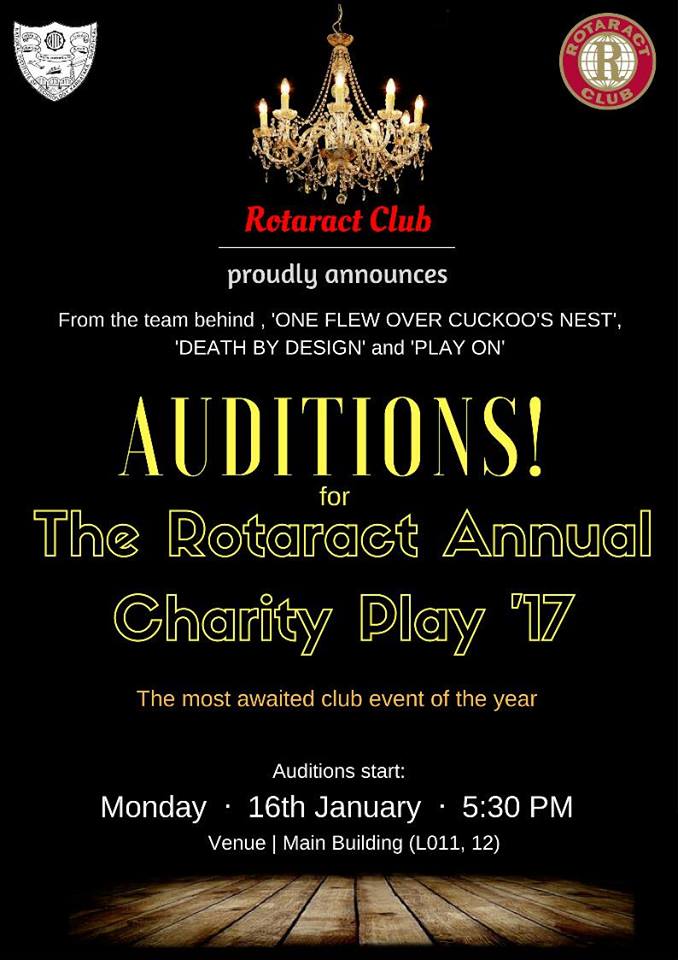 ROTARACT
CLUB
Rotaract Club
proudly announces
From the team behind , 'ONE FLEW OVER CUCKOO'S NEST',
'DEATH BY DESIGN' and 'PLAY ON'
AUDITIONS!
for
The Rotaract Annual
Charity Play '17
The most awaited club event of the year
Auditions start:
Monday · 16th January · 5:30 PM
Venue | Main Building (L011, 12)